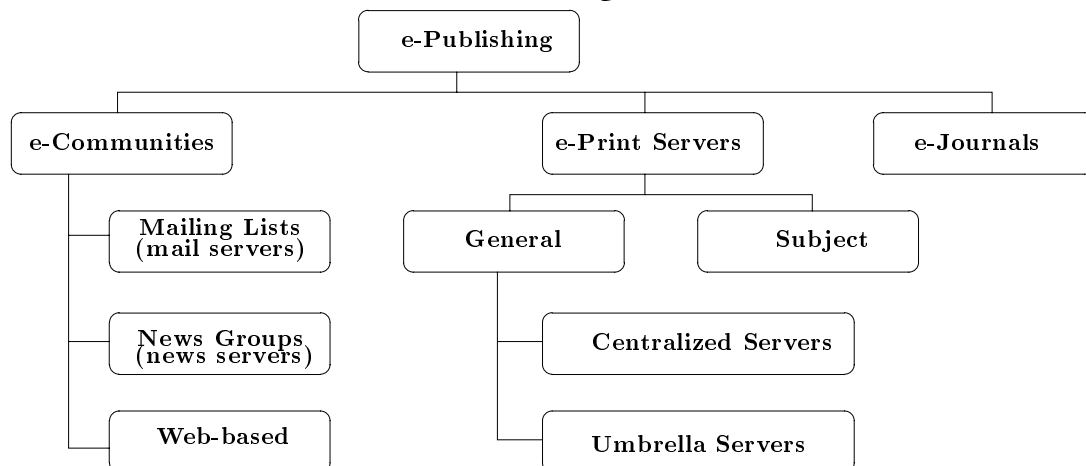 e-Publishing
e-Communities
e-Print Servers
e-Journals
Mailing Lists
(mail servers)
General
Subject
News Groups
(news servers)
Centralized Servers
Web-based
Umbrella Servers